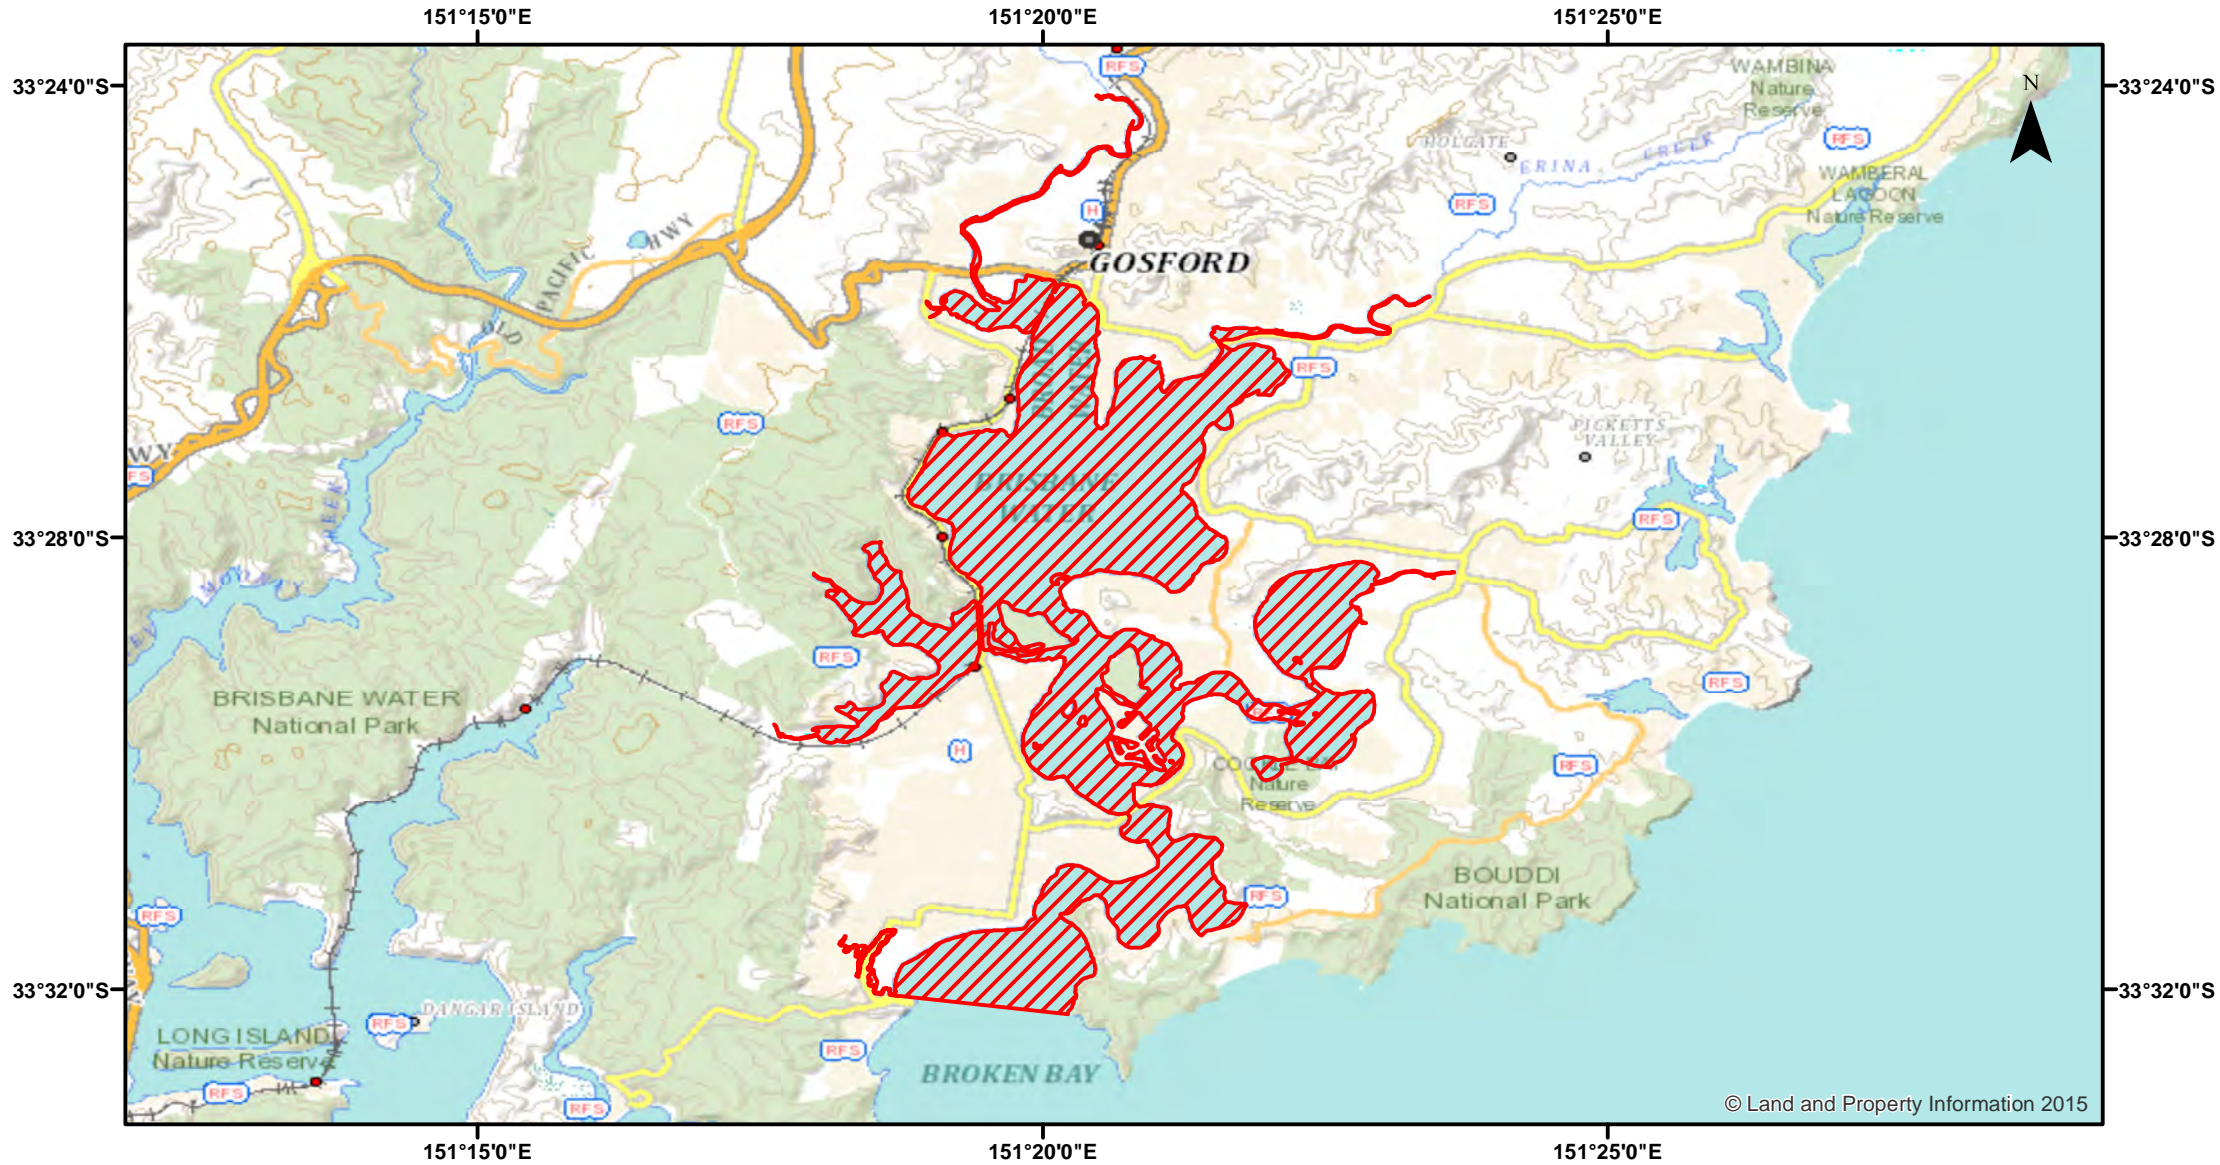 151°15'0"E
151°20'0"E
151°25'0"E
33°24'0"S
33°24'0"S
N
RFS
WAMBINA
Nature
Reserve
RFS
HOLGATE
ERINA CREEK
WAMBERAL
LAGOON
Nature Reserve
RFS
H
GOSFORD
OLD PACIFIC HWY
RFS
RFS
PICKETTS
VALLEY
HWY
FS
BRISBANE
WATER
RFS
33°28'0"S
33°28'0"S
CREEK
RFS
BRISBANE WATER
National Park
RFS
H
RFS
Nature
Reserve
BOUDDI
National Park
RFS
RFS
33°32'0"S
33°32'0"S
DANGAR ISLAND
RFS
LONG ISLAND
Nature Reserve
RFS
BROKEN BAY
RFS
RFS
© Land and Property Information 2015
151°15'0"E
151°20'0"E
151°25'0"E